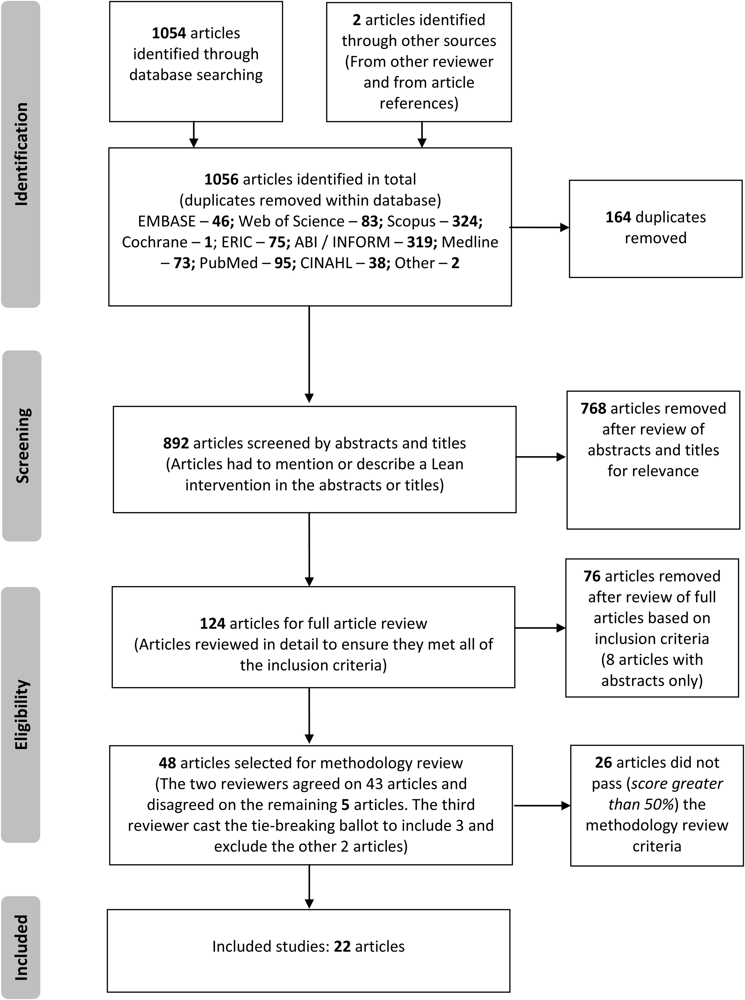 Identification
1054 articles
identified through
database searching
2 articles identified
through other sources
(From other reviewer
and from article
references)
1056 articles identified in total
(duplicates removed within database)
EMBASE – 46; Web of Science – 83; Scopus – 324;
Cochrane – 1; ERIC – 75; ABI / INFORM – 319; Medline
– 73; PubMed – 95; CINAHL – 38; Other – 2
164 duplicates
removed
Screening
892 articles screened by abstracts and titles
(Articles had to mention or describe a Lean
intervention in the abstracts or titles)
768 articles removed
after review of
abstracts and titles
for relevance
Eligibility
124 articles for full article review
(Articles reviewed in detail to ensure they met all of
the inclusion criteria)
76 articles removed
after review of full
articles based on
inclusion criteria
(8 articles with
abstracts only)
48 articles selected for methodology review
(The two reviewers agreed on 43 articles and
disagreed on the remaining 5 articles. The third
reviewer cast the tie-breaking ballot to include 3 and
exclude the other 2 articles)
26 articles did not
pass (score greater
than 50%) the
methodology review
criteria
Included
Included studies: 22 articles